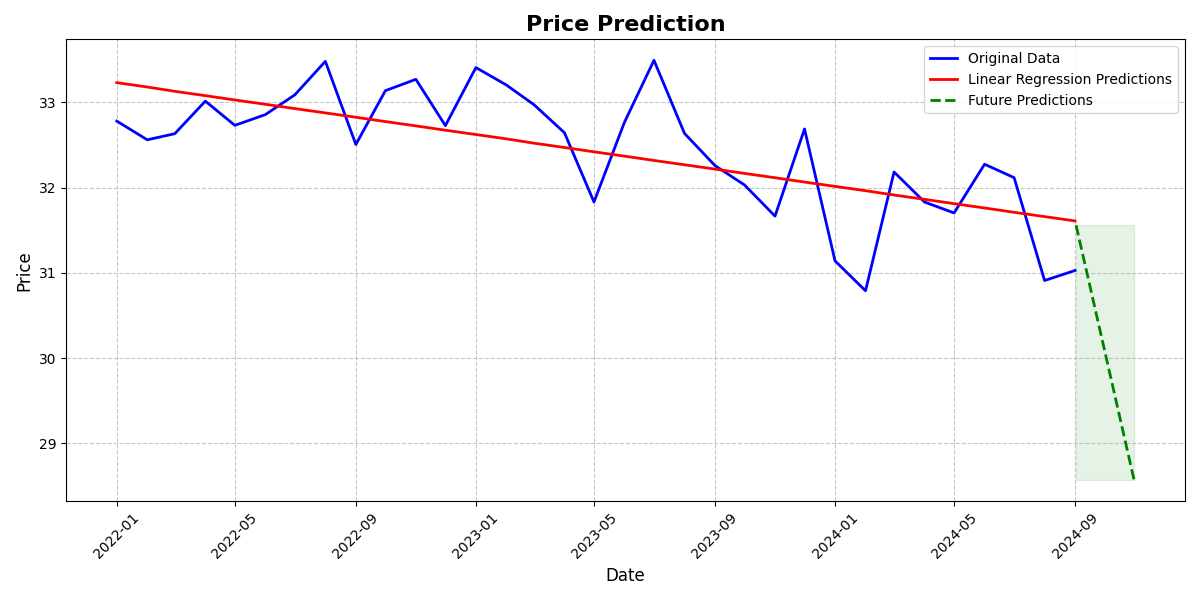 Price Prediction
Original Data
Linear Regression Predictions
Future Predictions
Price
33
32
31
30
29
2022-01
2022-05
2022-09
2023-01
2023-05
2023-09
2024-01
2024-05
2024-09
Date